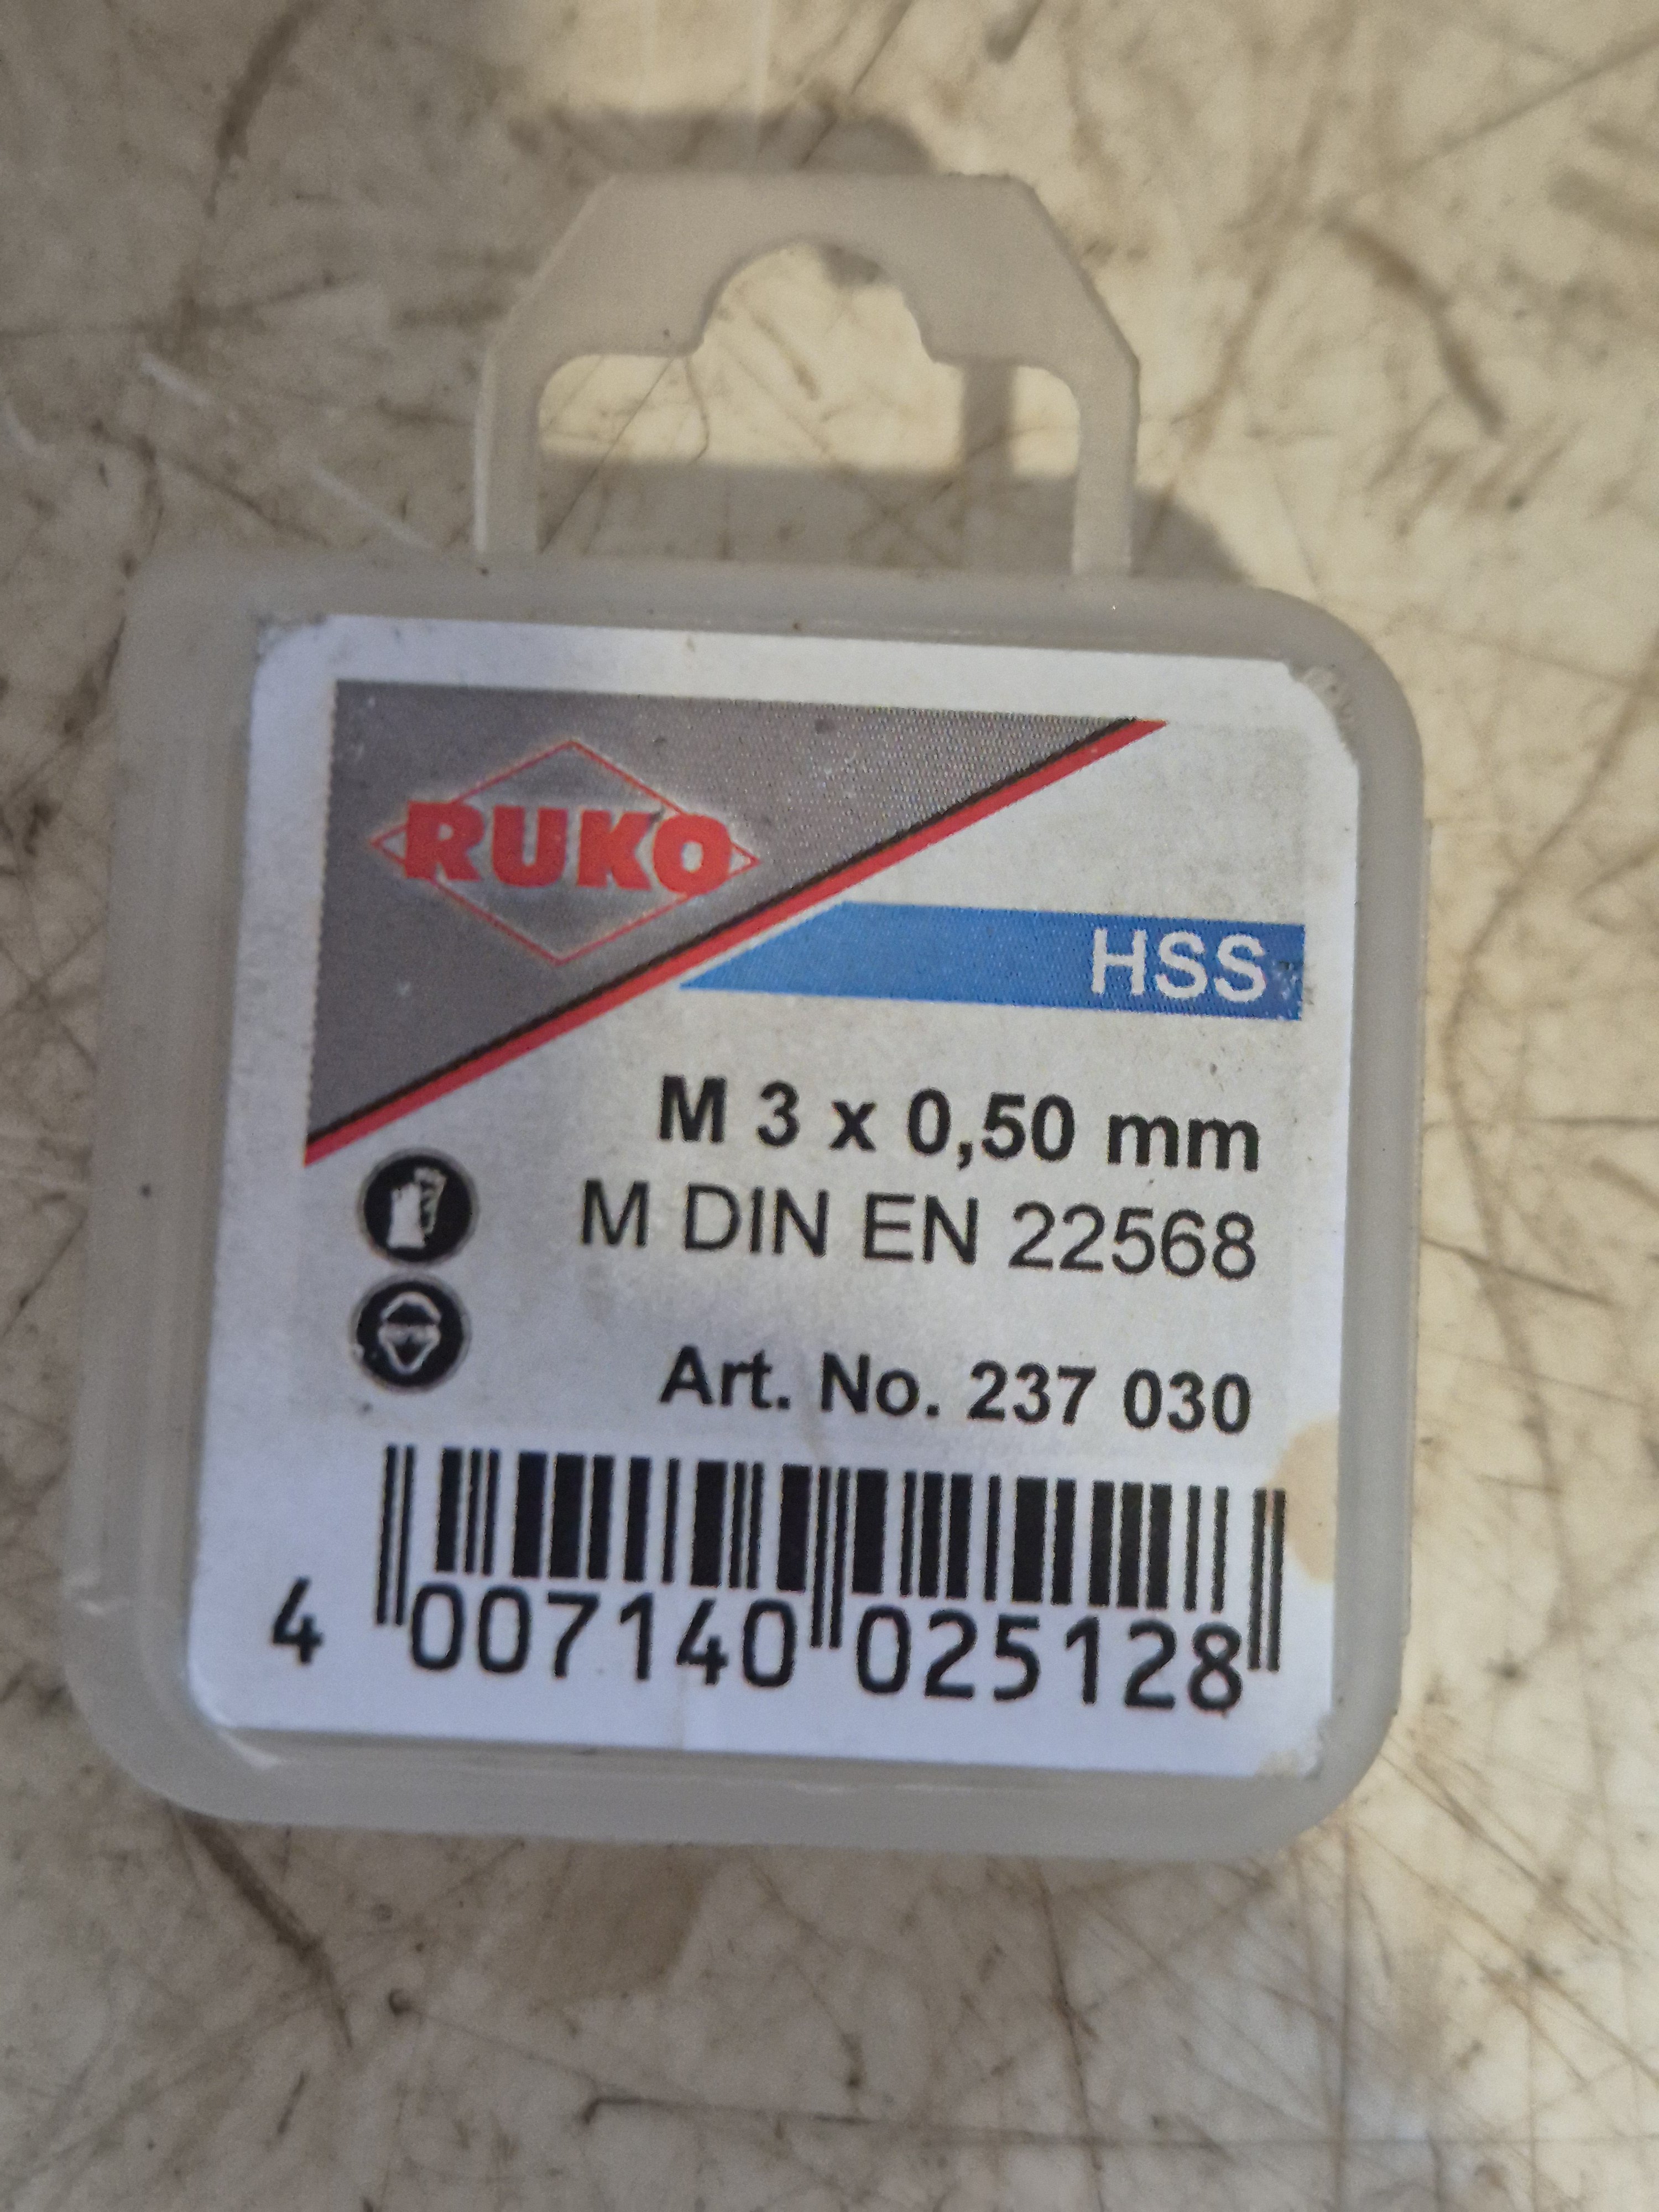 RUKO
HSS
M 3 x 0,50 mm
M DIN EN 22568
Art. No. 237 030
4 007140 025128